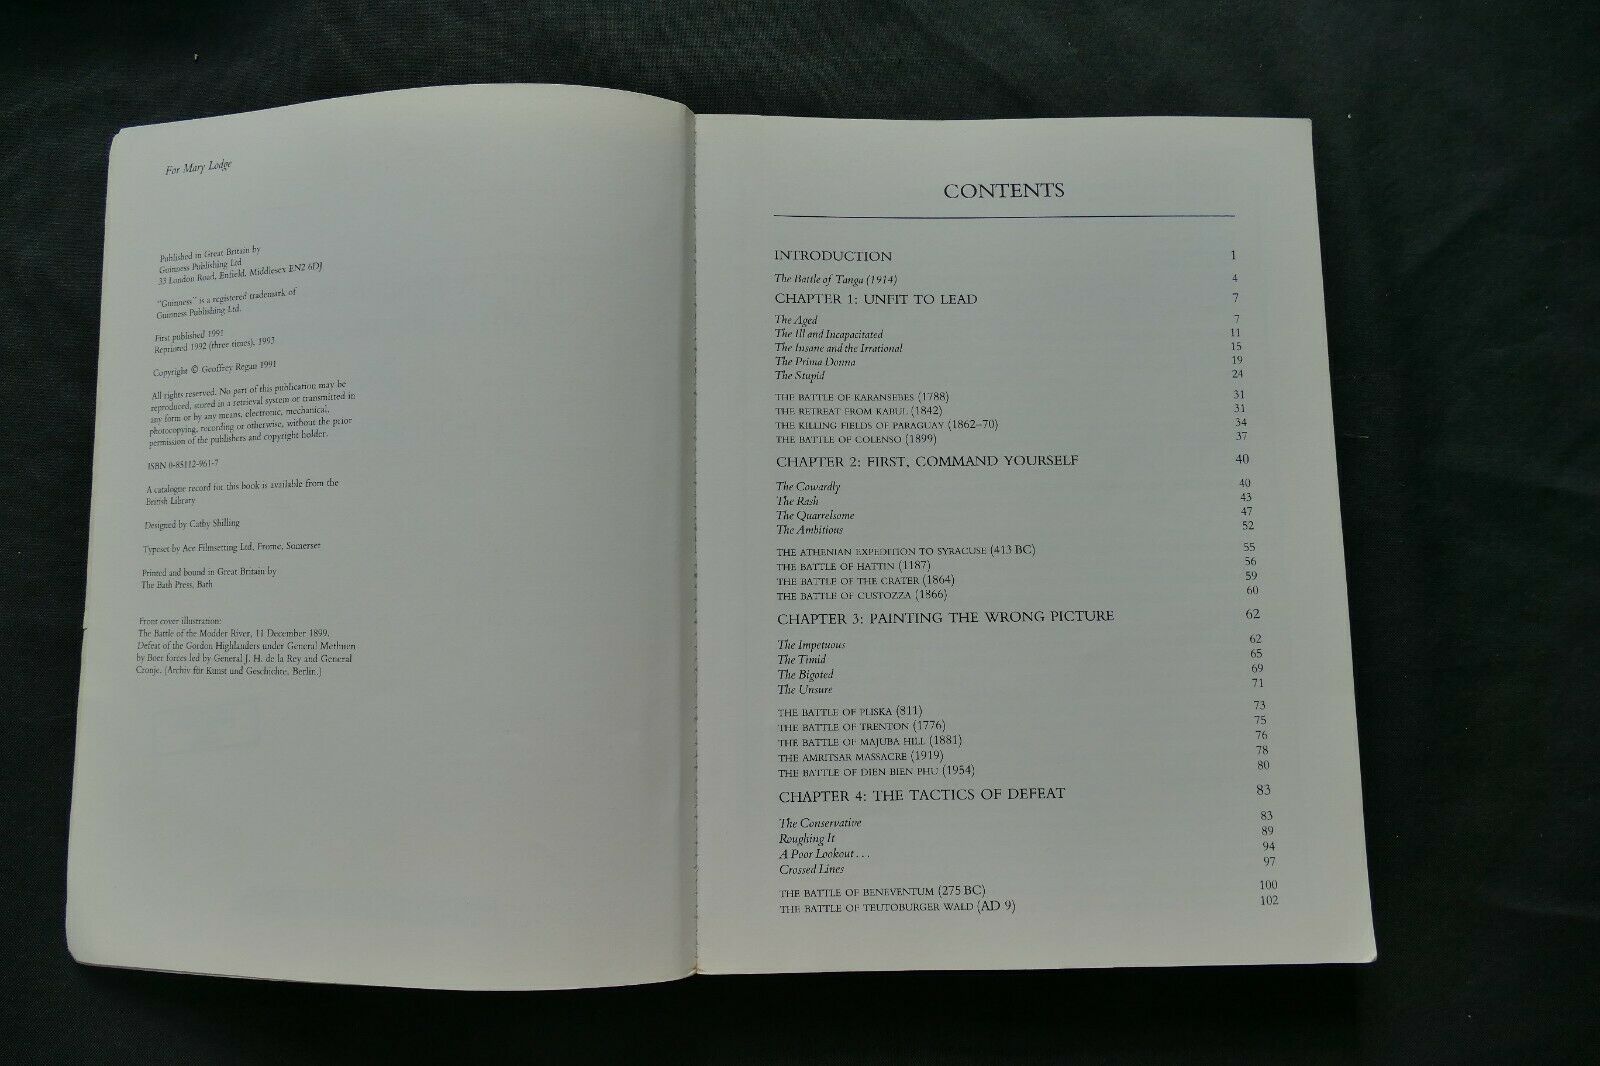 For Mary Lodge
Published in Great Britain by
Guinness Publishing Ltd
33 London Road, Enfield, Middlesex EN2 6DJ
"Guinness" is a registered trademark of
Guinness Publishing Ltd.
First published 1991
Reprinted 1992 (three times), 1993
Copyright © Geoffrey Regan 1991
All rights reserved. No part of this publication may be
reproduced, stored in a retrieval system or transmitted in
any form or by any means, electronic, mechanical,
photocopying, recording or otherwise, without the prior
permission of the publishers and copyright holder.
ISBN 0-85112-961-7
A catalogue record for this book is available from the
British Library
Designed by Cathy Shilling
Typeset by Ace Filmsetting Ltd, Frome, Somerset
Printed and bound in Great Britain by
The Bath Press, Bath
Front cover illustration:
The Battle of the Modder River, 11 December 1899.
Defeat of the Gordon Highlanders under General Methuen
by Boer forces led by General J. H. de la Rey and General
Cronje. (Archiv für Kunst und Geschichte, Berlin.)
CONTENTS
INTRODUCTION 1
The Battle of Tanga (1914) 4
CHAPTER 1: UNFIT TO LEAD 7
The Aged 7
The Ill and Incapacitated 11
The Insane and the Irrational 15
The Prima Donna 19
The Stupid 24
THE BATTLE OF KARANSEBES (1788) 31
THE RETREAT FROM KABUL (1842) 31
THE KILLING FIELDS OF PARAGUAY (1862–70) 34
THE BATTLE OF COLENSO (1899) 37
CHAPTER 2: FIRST, COMMAND YOURSELF 40
The Cowardly 40
The Rash 43
The Quarrelsome 47
The Ambitious 52
THE ATHENIAN EXPEDITION TO SYRACUSE (413 BC) 55
THE BATTLE OF HATTIN (1187) 56
THE BATTLE OF THE CRATER (1864) 59
THE BATTLE OF CUSTOZZA (1866) 60
CHAPTER 3: PAINTING THE WRONG PICTURE 62
The Impetuous 62
The Timid 65
The Bigoted 69
The Unsure 71
THE BATTLE OF PLISKA (811) 73
THE BATTLE OF TRENTON (1776) 75
THE BATTLE OF MAJUBA HILL (1881) 76
THE AMRITSAR MASSACRE (1919) 78
THE BATTLE OF DIEN BIEN PHU (1954) 80
CHAPTER 4: THE TACTICS OF DEFEAT 83
The Conservative 83
Roughing It 89
A Poor Lookout . . . 94
Crossed Lines 97
THE BATTLE OF BENEVENTUM (275 BC) 100
THE BATTLE OF TEUTOBURGER WALD (AD 9) 102